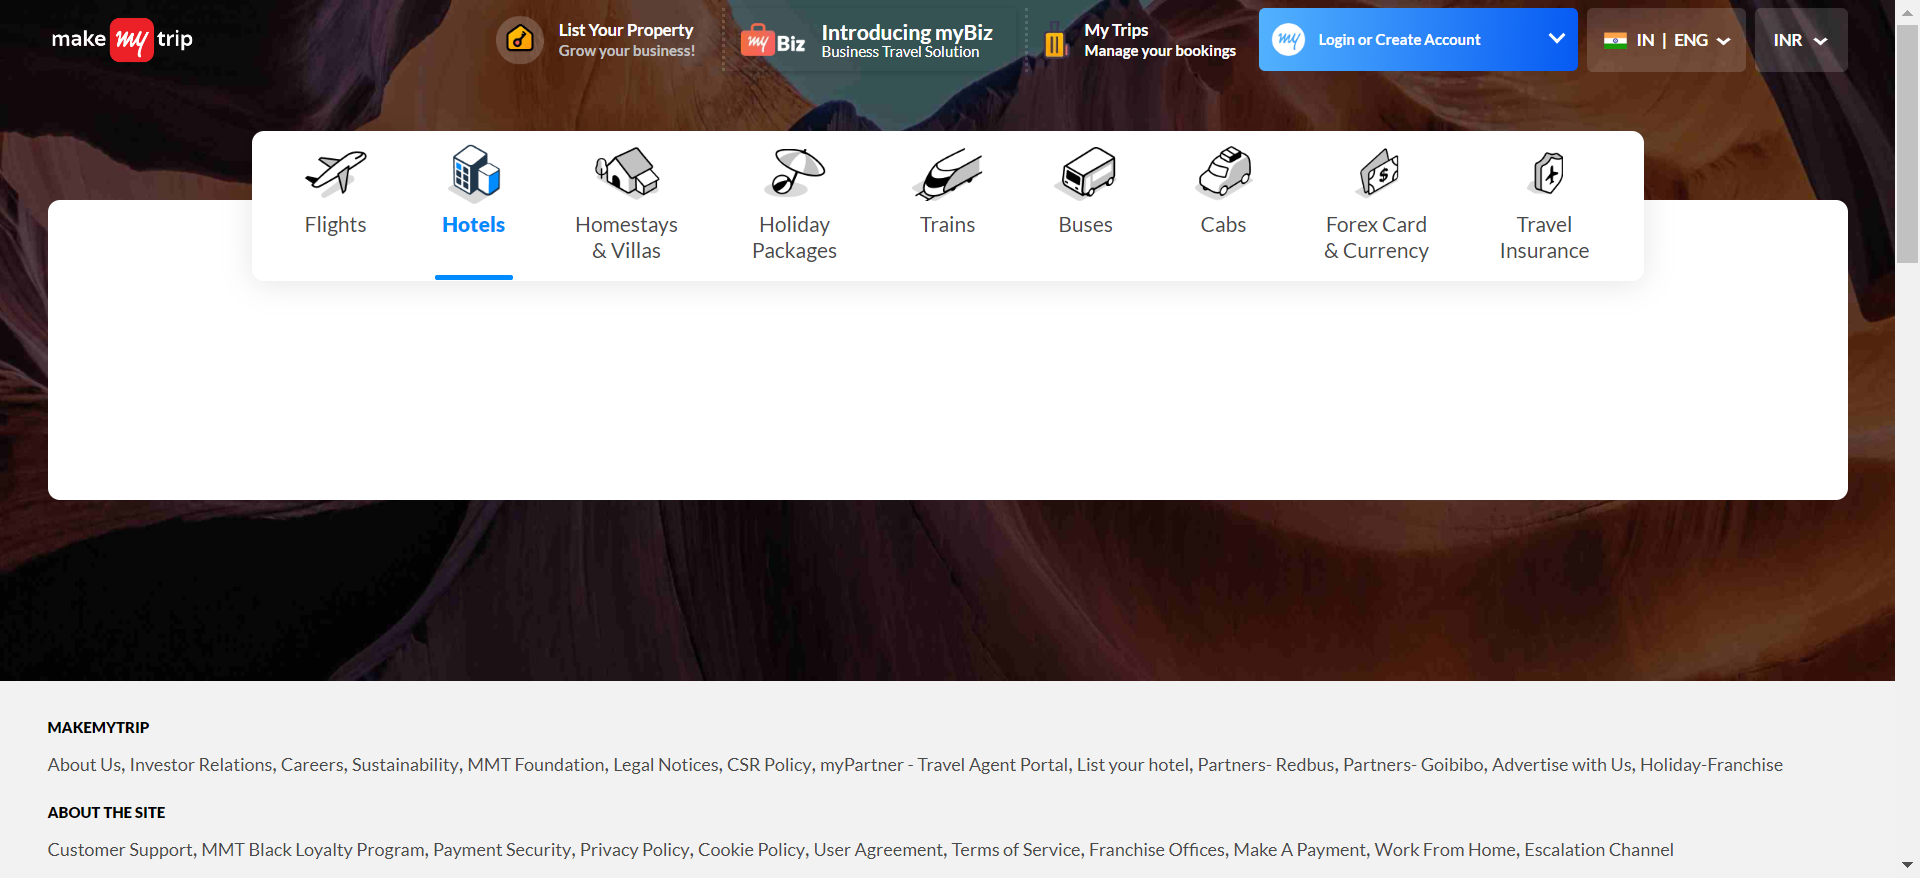 make my trip
List Your Property
Grow your business!
my Biz
Introducing myBiz
Business Travel Solution
My Trips
Manage your bookings
my
Login or Create Account
IN | ENG
INR
Flights
Hotels
Homestays
& Villas
Holiday
Packages
Trains
Buses
Cabs
Forex Card
& Currency
Travel
Insurance
MAKEMYTRIP
About Us, Investor Relations, Careers, Sustainability, MMT Foundation, Legal Notices, CSR Policy, myPartner - Travel Agent Portal, List your hotel, Partners- Redbus, Partners- Goibibo, Advertise with Us, Holiday-Franchise
ABOUT THE SITE
Customer Support, MMT Black Loyalty Program, Payment Security, Privacy Policy, Cookie Policy, User Agreement, Terms of Service, Franchise Offices, Make A Payment, Work From Home, Escalation Channel